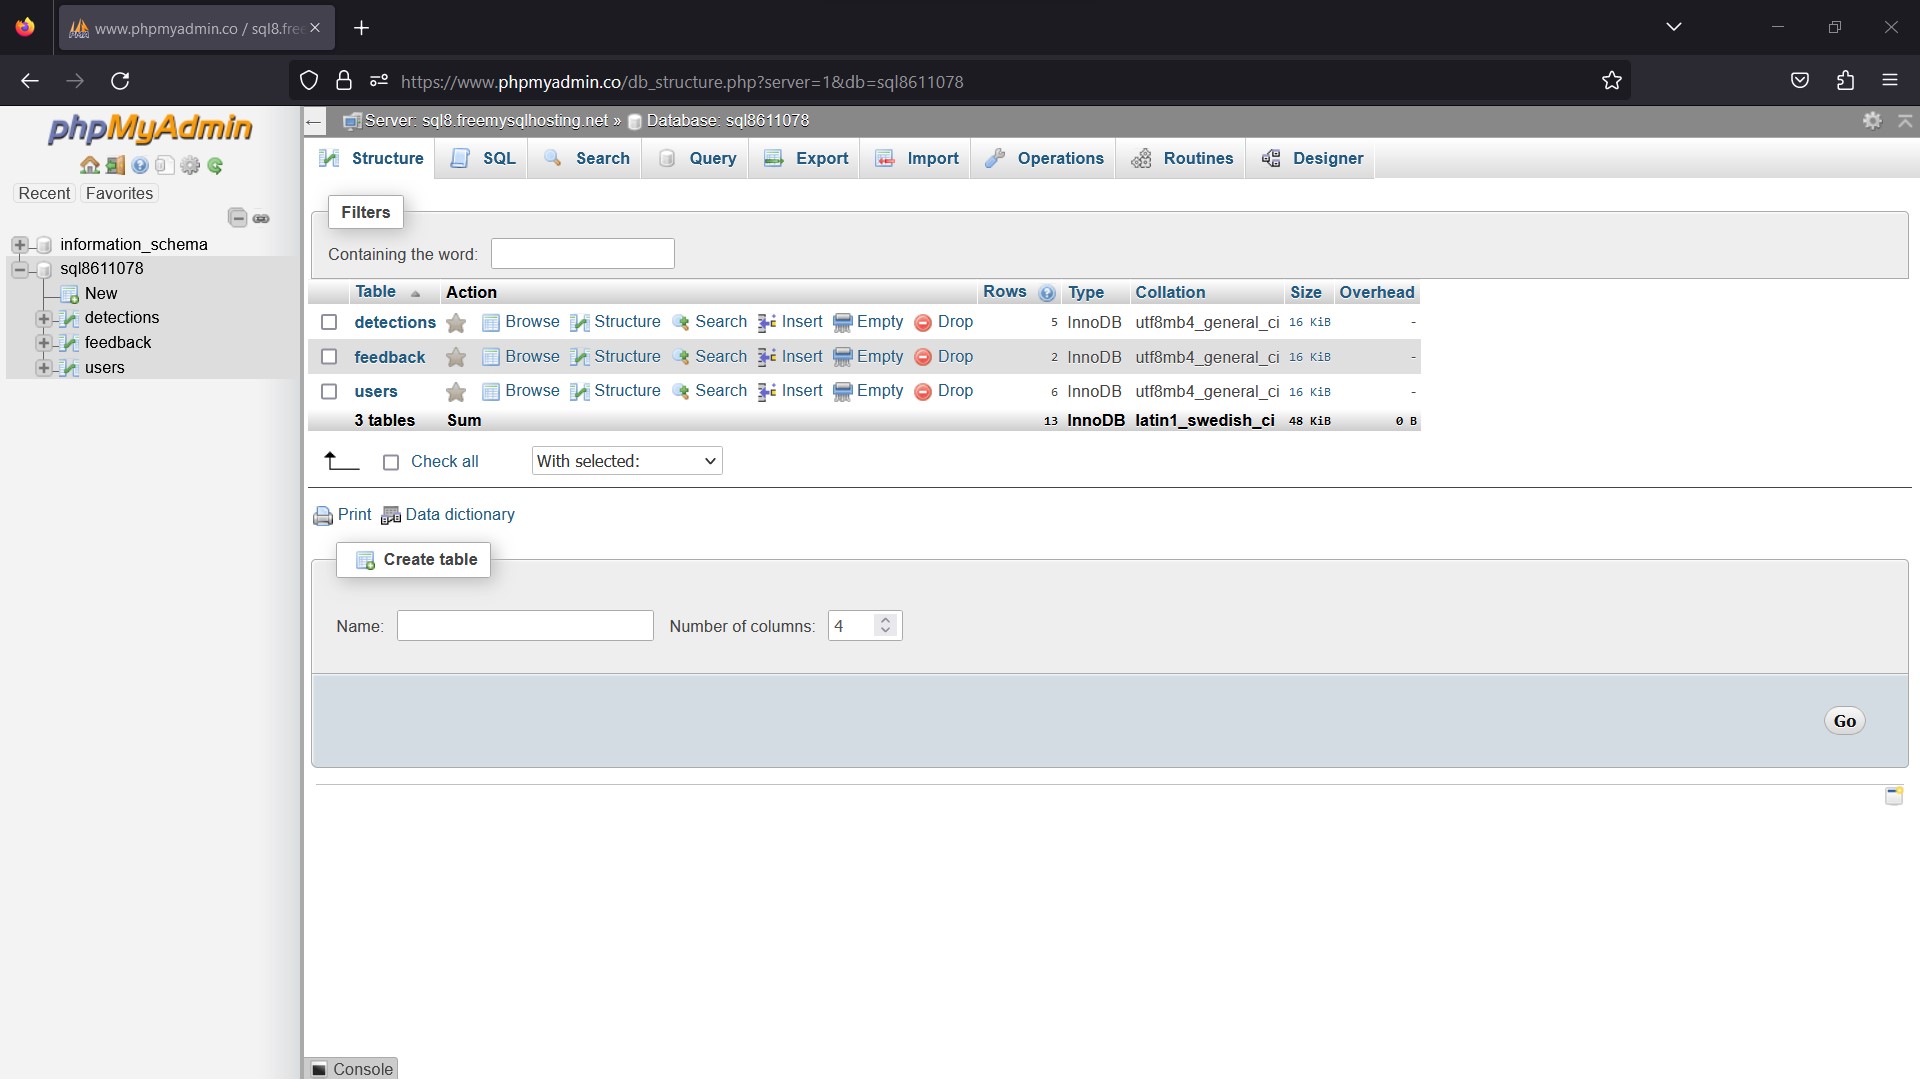 www.phpmyadmin.co / sql8.free
https://www.phpmyadmin.co/db_structure.php?server=1&db=sql8611078
phpMyAdmin
Recent Favorites
information_schema
sql8611078
New
detections
feedback
users
Server: sql8.freemysqlhosting.net » Database: sql8611078
Structure SQL Search Query Export Import Operations Routines Designer
Filters
Containing the word:
Table Action Rows Type Collation Size Overhead
detections Browse Structure Search Insert Empty Drop 5 InnoDB utf8mb4_general_ci 16 KiB -
feedback Browse Structure Search Insert Empty Drop 2 InnoDB utf8mb4_general_ci 16 KiB -
users Browse Structure Search Insert Empty Drop 6 InnoDB utf8mb4_general_ci 16 KiB -
3 tables Sum 13 InnoDB latin1_swedish_ci 48 KiB 0 B
Check all With selected:
Print Data dictionary
Create table
Name: Number of columns: 4
Go
Console